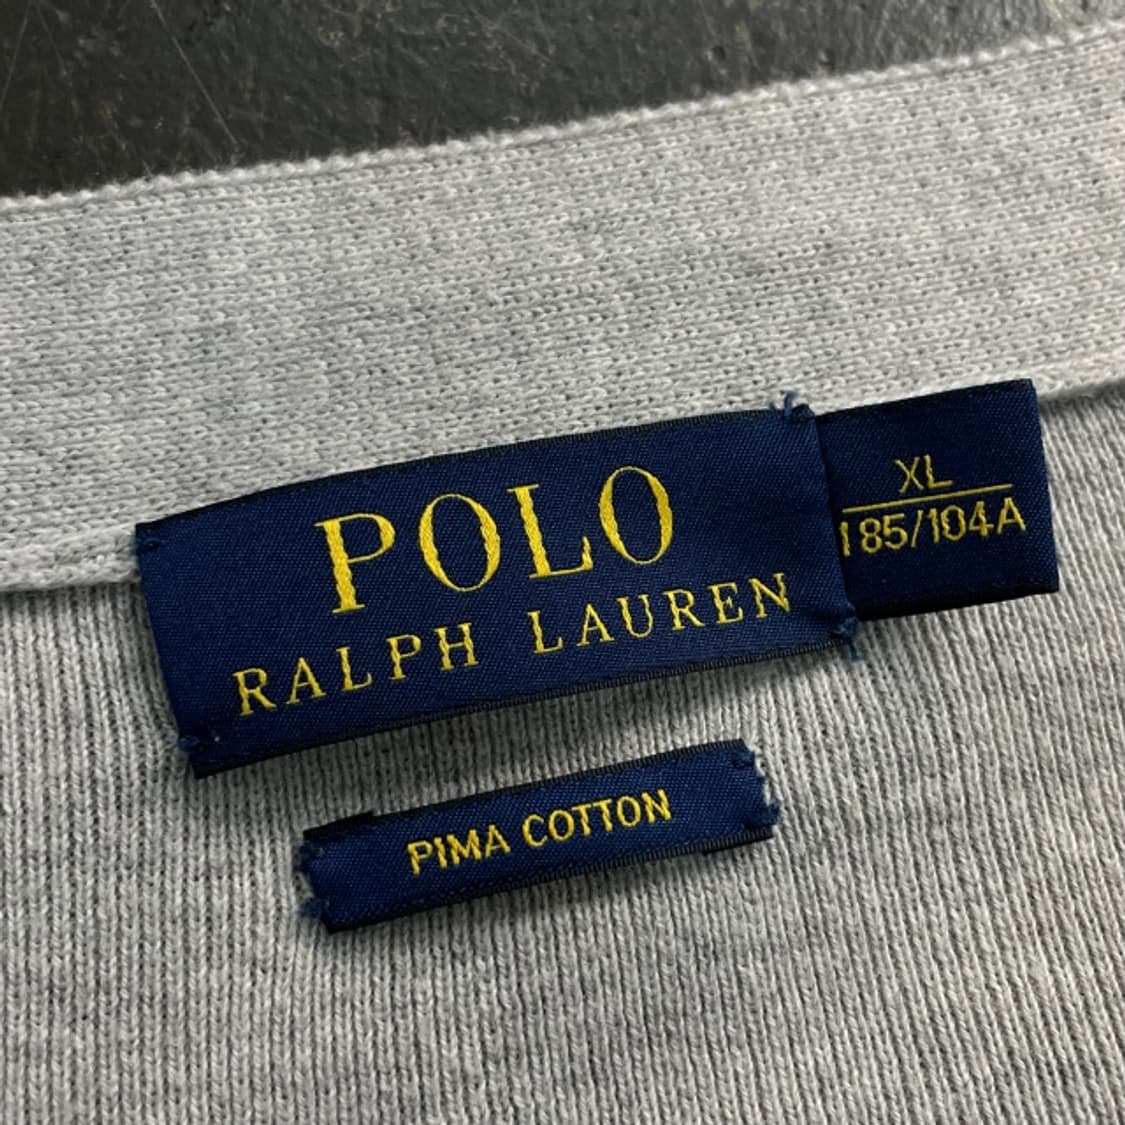 POLO
RALPH LAUREN
XL
185/104A
PIMA COTTON